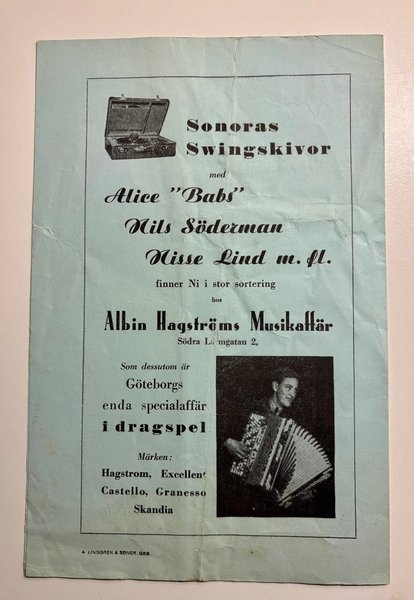 Sonoras
Swingskivor
med
Alice "Babs"
Nils Söderman
Nisse Lind m. fl.
finner Ni i stor sortering
hos
Albin Hagströms Musikaffär
Södra Larmgatan 2,
Som dessutom är
Göteborgs
enda specialaffär
i dragspel
Märken:
Hagstrom, Excellent
Castello, Granesso
Skandia
A. LINDGREN & SÖNER, GBG.